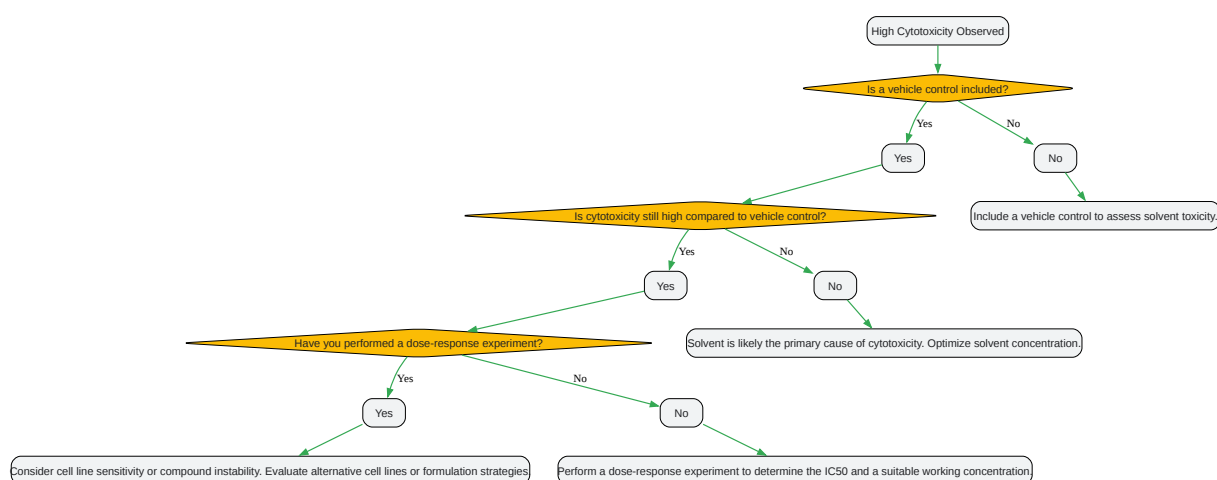 High Cytotoxicity Observed
Is a vehicle control included?
Yes
No
Yes
No
Is cytotoxicity still high compared to vehicle control?
Include a vehicle control to assess solvent toxicity.
Yes
No
Yes
No
Have you performed a dose-response experiment?
Solvent is likely the primary cause of cytotoxicity. Optimize solvent concentration.
Yes
No
Yes
No
Consider cell line sensitivity or compound instability. Evaluate alternative cell lines or formulation strategies.
Perform a dose-response experiment to determine the IC50 and a suitable working concentration.